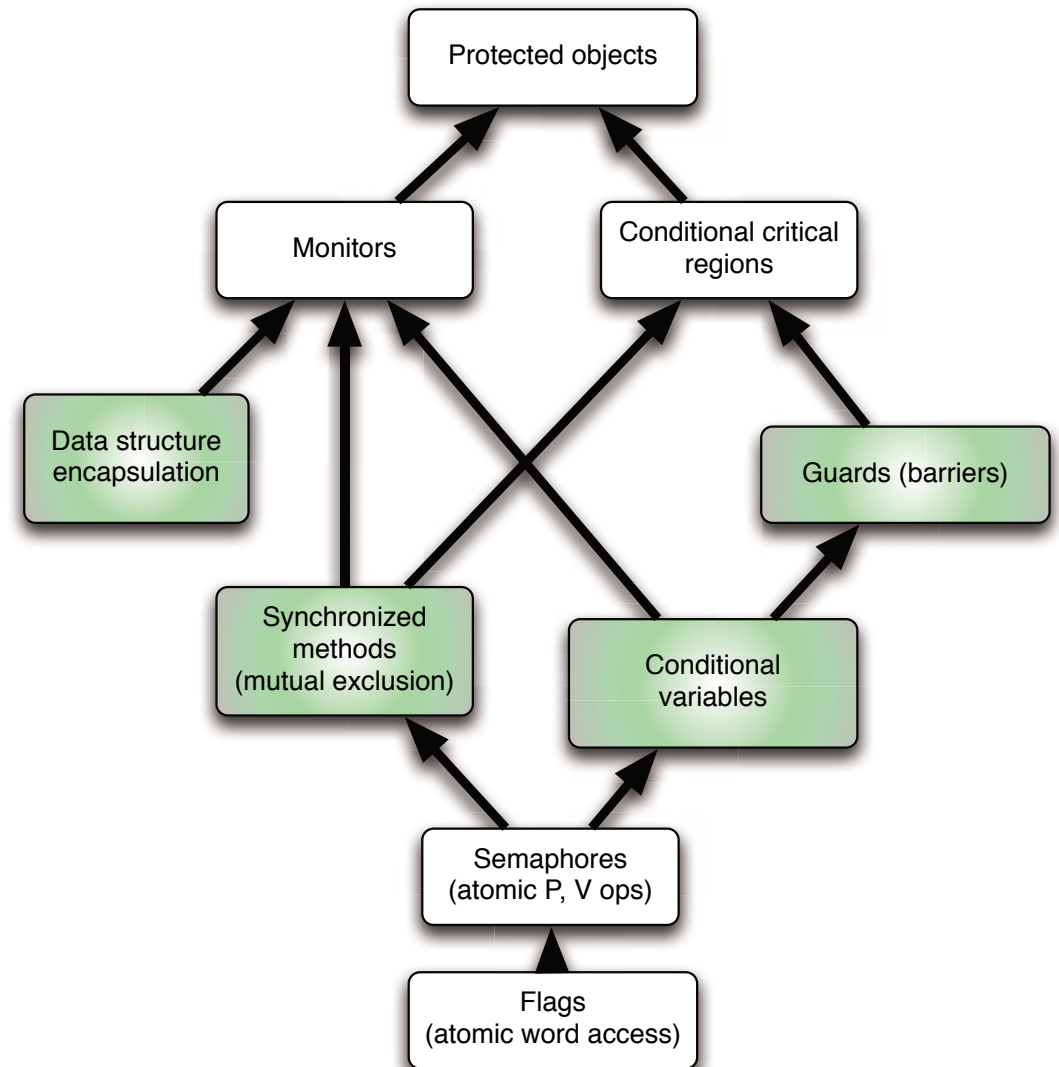 Protected objects
Monitors
Conditional critical
regions
Data structure
encapsulation
Guards (barriers)
Synchronized
methods
(mutual exclusion)
Conditional
variables
Semaphores
(atomic P, V ops)
Flags
(atomic word access)